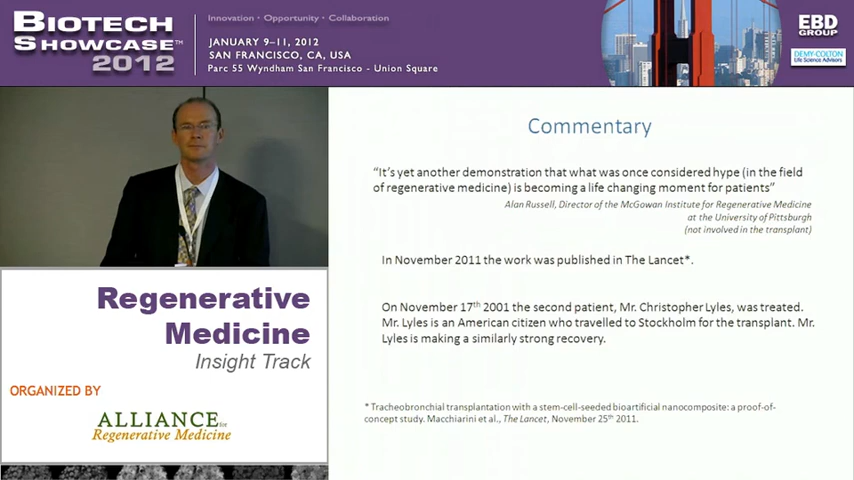 BIOTECH
SHOWCASE™
2012
Innovation · Opportunity · Collaboration
JANUARY 9–11, 2012
SAN FRANCISCO, CA, USA
Parc 55 Wyndham San Francisco - Union Square
EBD
GROUP
DEMY-COLTON
Life Science Advisors
Regenerative
Medicine
Insight Track
ORGANIZED BY
ALLIANCE for
Regenerative Medicine
Commentary
“It’s yet another demonstration that what was once considered hype (in the field
of regenerative medicine) is becoming a life changing moment for patients”
Alan Russell, Director of the McGowan Institute for Regenerative Medicine
at the University of Pittsburgh
(not involved in the transplant)
In November 2011 the work was published in The Lancet*.
On November 17th 2001 the second patient, Mr. Christopher Lyles, was treated.
Mr. Lyles is an American citizen who travelled to Stockholm for the transplant. Mr.
Lyles is making a similarly strong recovery.
* Tracheobronchial transplantation with a stem-cell-seeded bioartificial nanocomposite: a proof-of-
concept study. Macchiarini et al., The Lancet, November 25th 2011.